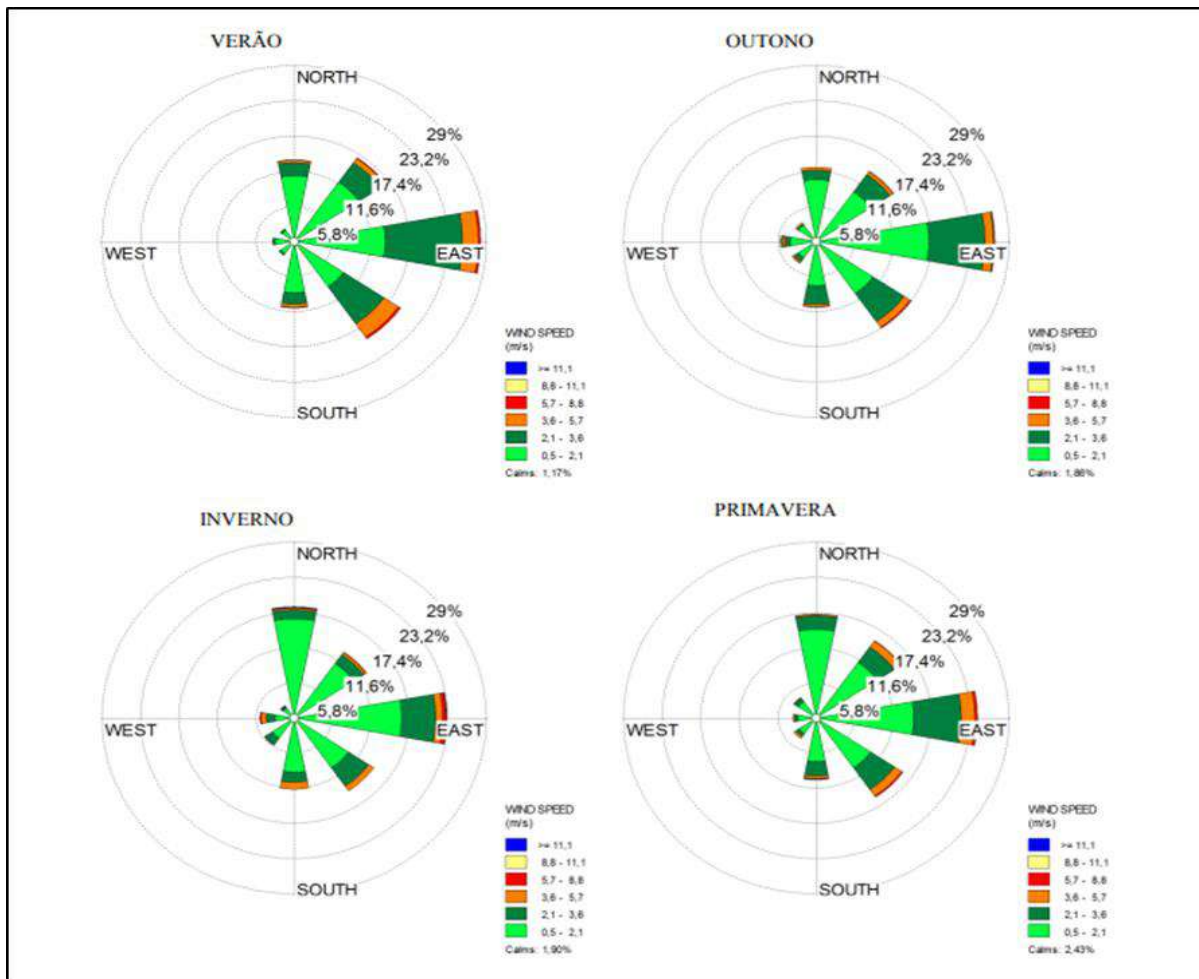 VERÃO
NORTH
29%
23,2%
17,4%
11,6%
5,8%
WEST
EAST
SOUTH
WIND SPEED
(m/s)
>= 11,1
8,8 - 11,1
5,7 - 8,8
3,6 - 5,7
2,1 - 3,6
0,5 - 2,1
Calms: 1,17%
OUTONO
NORTH
29%
23,2%
17,4%
11,6%
5,8%
WEST
EAST
SOUTH
WIND SPEED
(m/s)
>= 11,1
8,8 - 11,1
5,7 - 8,8
3,6 - 5,7
2,1 - 3,6
0,5 - 2,1
Calms: 1,86%
INVERNO
NORTH
29%
23,2%
17,4%
11,6%
5,8%
WEST
EAST
SOUTH
WIND SPEED
(m/s)
>= 11,1
8,8 - 11,1
5,7 - 8,8
3,6 - 5,7
2,1 - 3,6
0,5 - 2,1
Calms: 1,90%
PRIMAVERA
NORTH
29%
23,2%
17,4%
11,6%
5,8%
WEST
EAST
SOUTH
WIND SPEED
(m/s)
>= 11,1
8,8 - 11,1
5,7 - 8,8
3,6 - 5,7
2,1 - 3,6
0,5 - 2,1
Calms: 2,43%